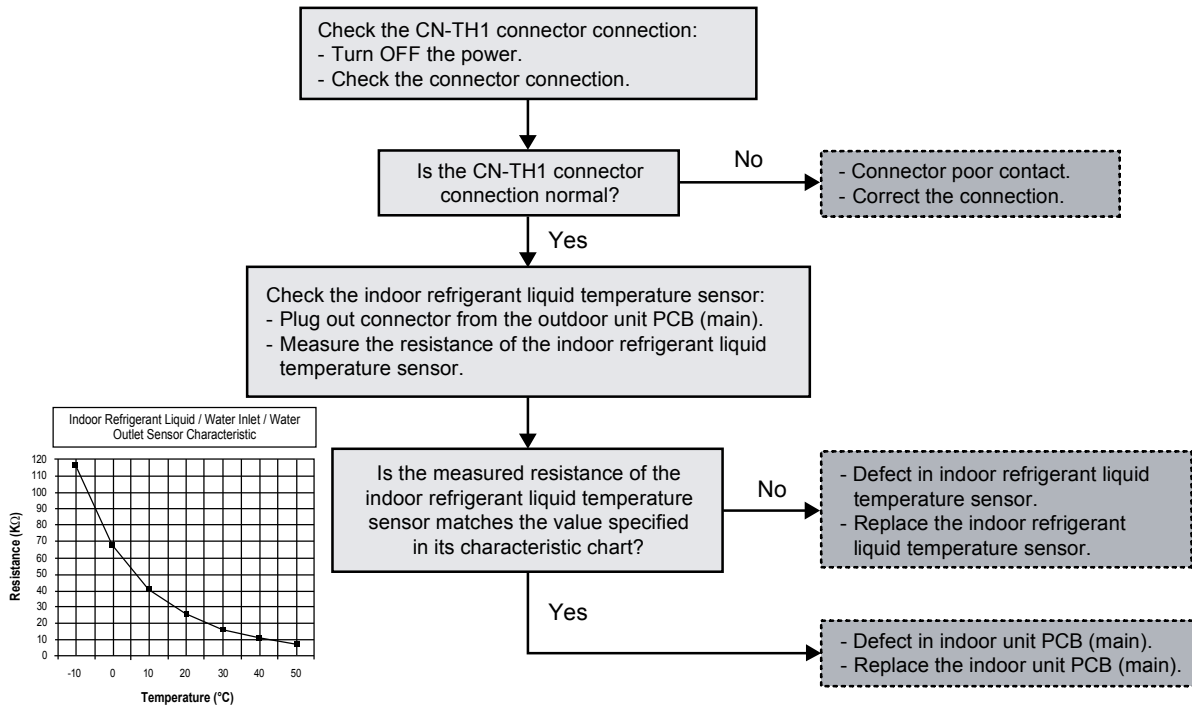 Check the CN-TH1 connector connection:
- Turn OFF the power.
- Check the connector connection.
Is the CN-TH1 connector
connection normal?
No
- Connector poor contact.
- Correct the connection.
Yes
Check the indoor refrigerant liquid temperature sensor:
- Plug out connector from the outdoor unit PCB (main).
- Measure the resistance of the indoor refrigerant liquid
temperature sensor.
Indoor Refrigerant Liquid / Water Inlet / Water
Outlet Sensor Characteristic
Resistance (KΩ)
120
110
100
90
80
70
60
50
40
30
20
10
0
-10 0 10 20 30 40 50
Temperature (°C)
Is the measured resistance of the
indoor refrigerant liquid temperature
sensor matches the value specified
in its characteristic chart?
No
- Defect in indoor refrigerant liquid
temperature sensor.
- Replace the indoor refrigerant
liquid temperature sensor.
Yes
- Defect in indoor unit PCB (main).
- Replace the indoor unit PCB (main).